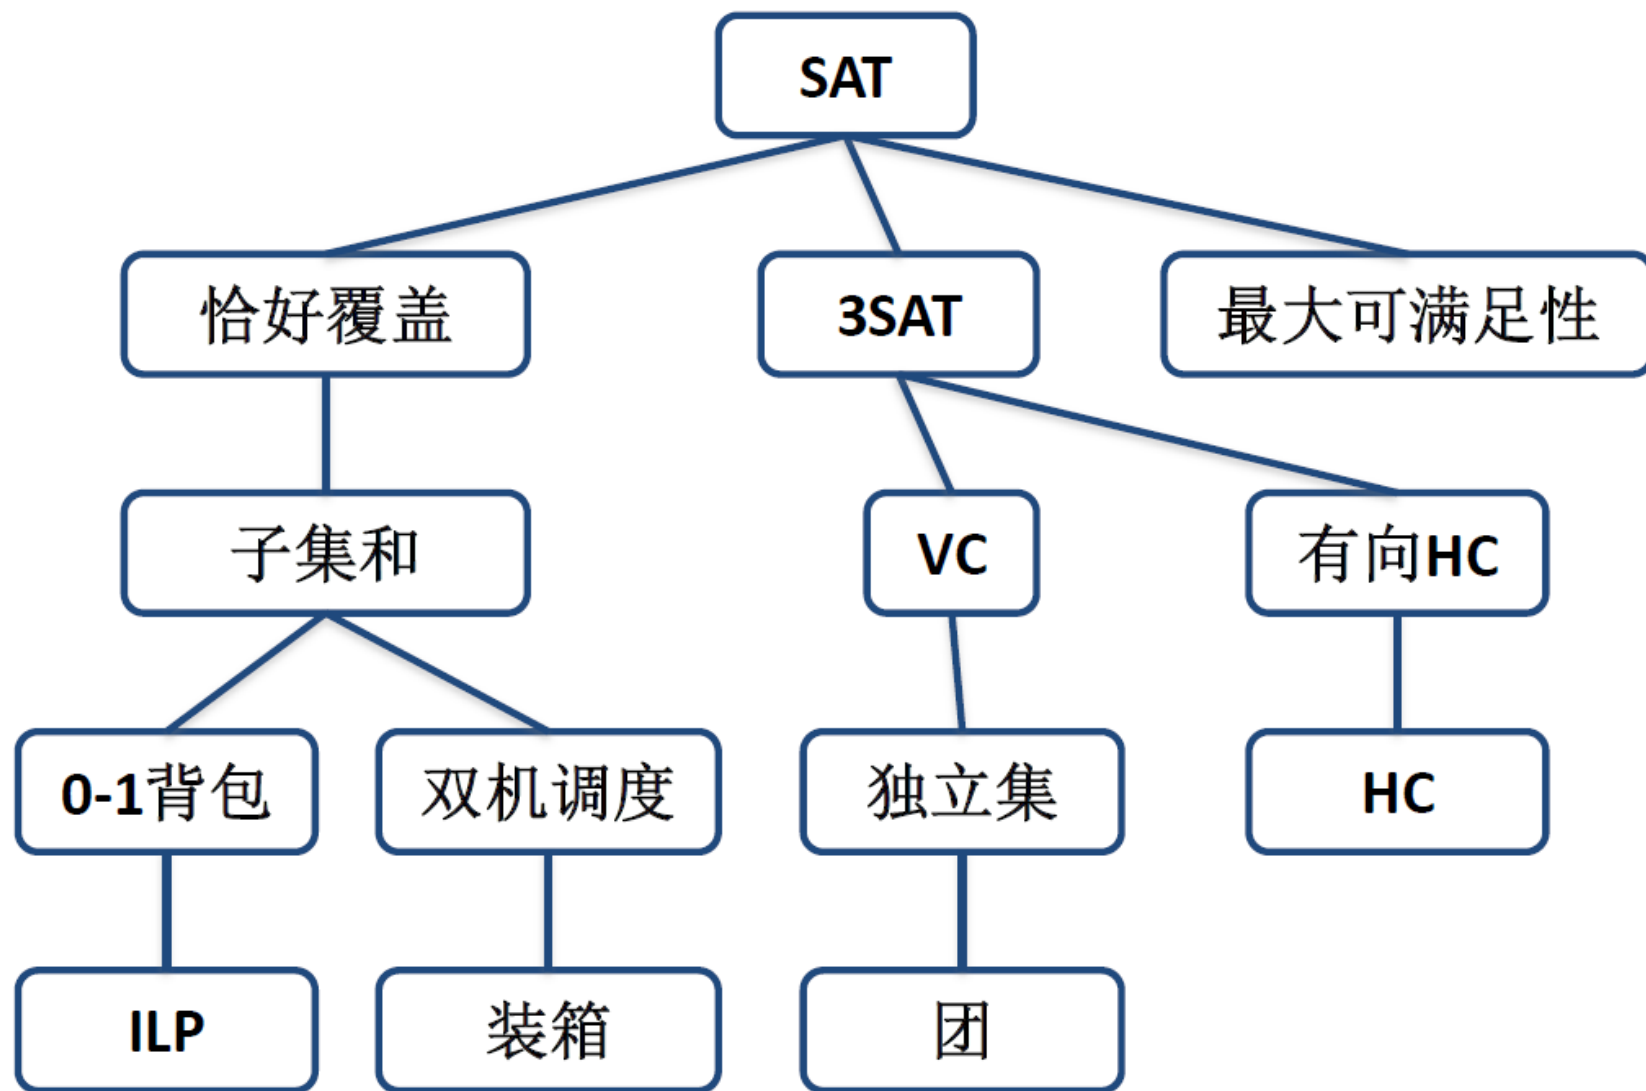 SAT
恰好覆盖
3SAT
最大可满足性
子集和
VC
有向HC
0-1背包
双机调度
独立集
HC
ILP
装箱
团